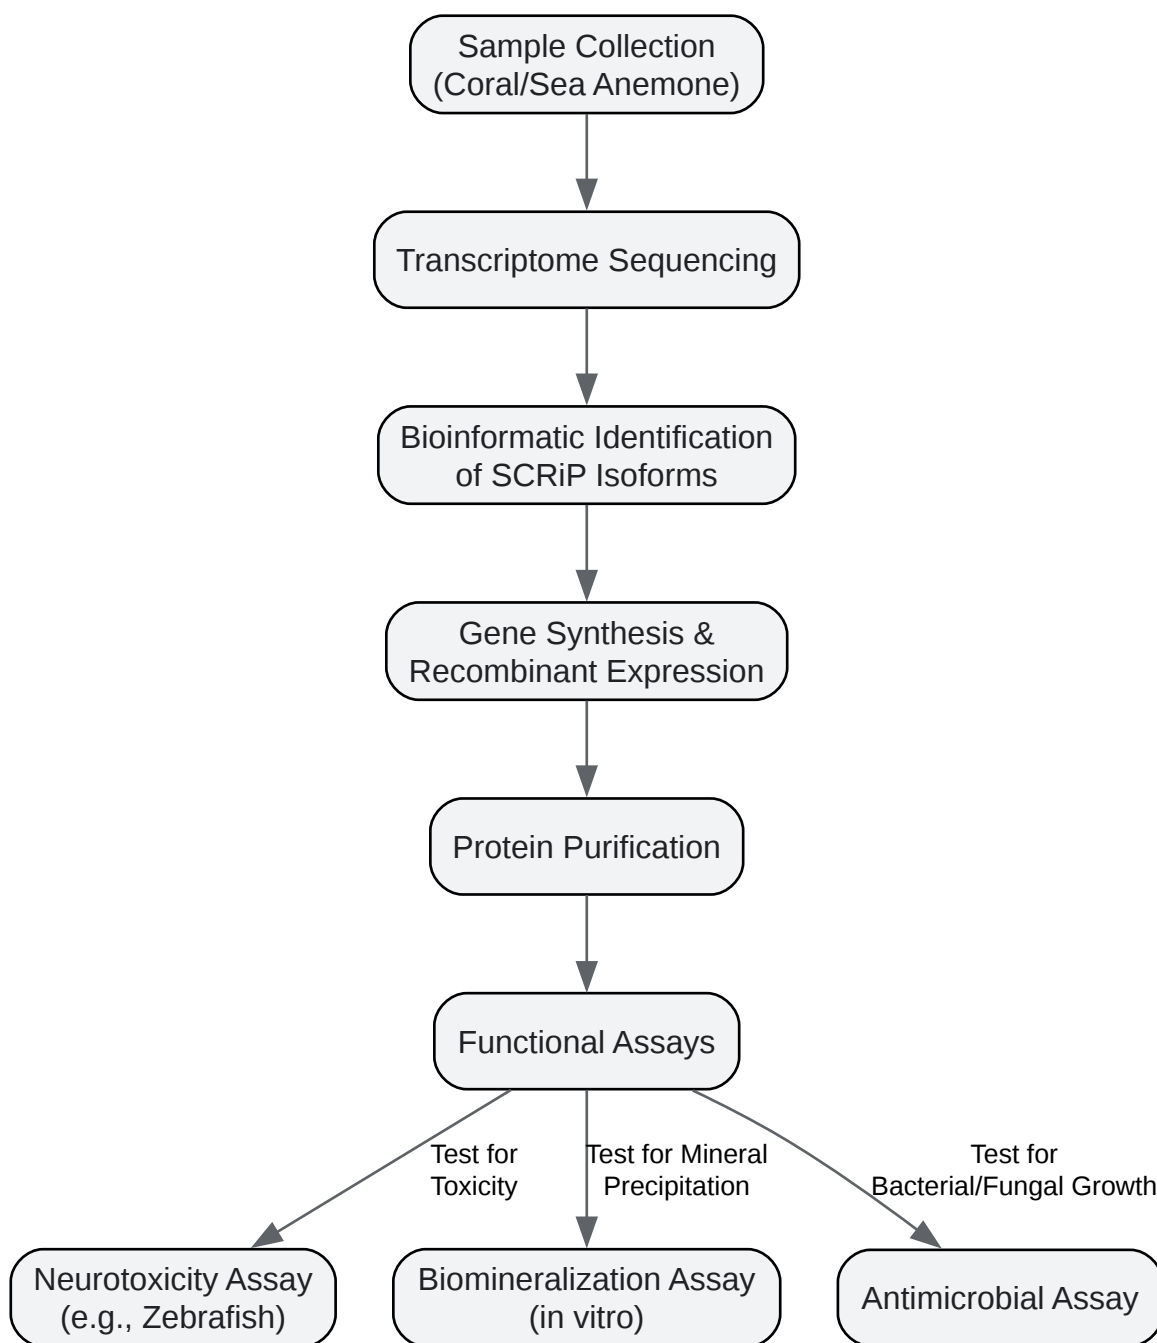 Sample Collection
(Coral/Sea Anemone)
Transcriptome Sequencing
Bioinformatic Identification
of SCRiP Isoforms
Gene Synthesis &
Recombinant Expression
Protein Purification
Functional Assays
Test for
Toxicity
Test for Mineral
Precipitation
Test for
Bacterial/Fungal Growth
Neurotoxicity Assay
(e.g., Zebrafish)
Biomineralization Assay
(in vitro)
Antimicrobial Assay